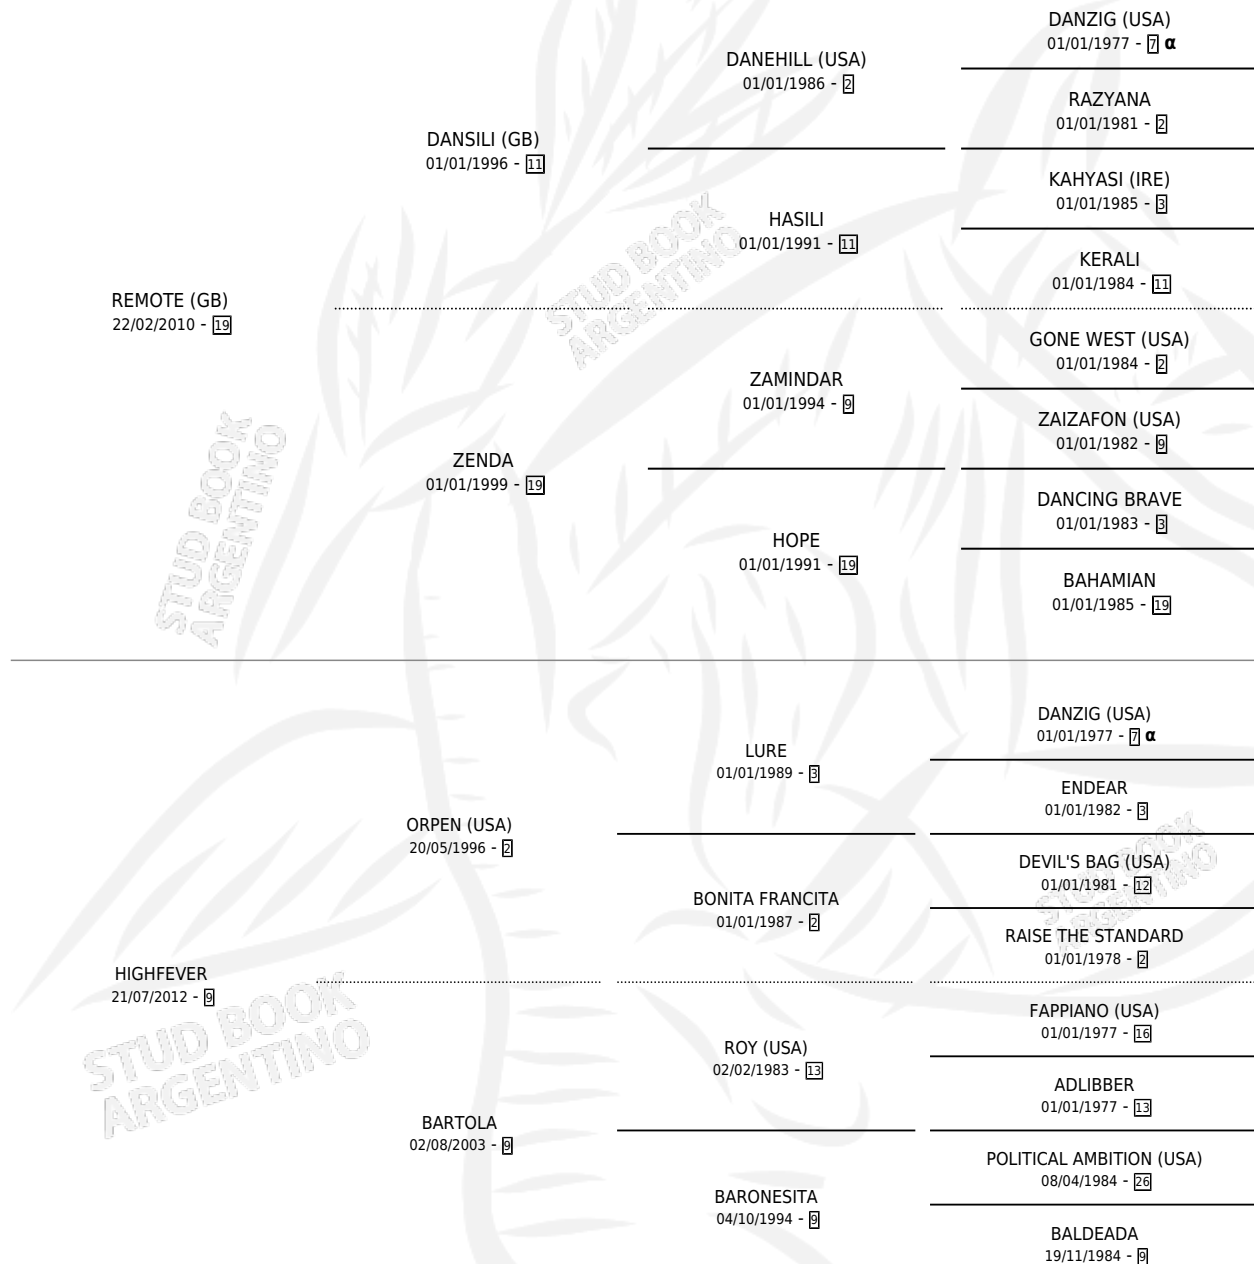 DANZIG (USA)
01/01/1977 - 7 α
DANEHILL (USA)
01/01/1986 - 2
RAZYANA
01/01/1981 - 2
DANSILI (GB)
01/01/1996 - 11
KAHYASI (IRE)
01/01/1985 - 3
HASILI
01/01/1991 - 11
KERALI
01/01/1984 - 11
REMOTE (GB)
22/02/2010 - 19
GONE WEST (USA)
01/01/1984 - 2
ZAMINDAR
01/01/1994 - 9
ZAIZAFON (USA)
01/01/1982 - 9
ZENDA
01/01/1999 - 19
DANCING BRAVE
01/01/1983 - 3
HOPE
01/01/1991 - 19
BAHAMIAN
01/01/1985 - 19
STUD BOOK
ARGENTINO
STUD BOOK
ARGENTINO
DANZIG (USA)
01/01/1977 - 7 α
LURE
01/01/1989 - 3
ENDEAR
01/01/1982 - 3
ORPEN (USA)
20/05/1996 - 2
DEVIL'S BAG (USA)
01/01/1981 - 12
BONITA FRANCITA
01/01/1987 - 2
RAISE THE STANDARD
01/01/1978 - 2
HIGHFEVER
21/07/2012 - 9
FAPPIANO (USA)
01/01/1977 - 16
ROY (USA)
02/02/1983 - 13
ADLIBBER
01/01/1977 - 13
BARTOLA
02/08/2003 - 9
POLITICAL AMBITION (USA)
08/04/1984 - 26
BARONESITA
04/10/1994 - 9
BALDEADA
19/11/1984 - 9
STUD BOOK
ARGENTINO
STUD BOOK
ARGENTINO